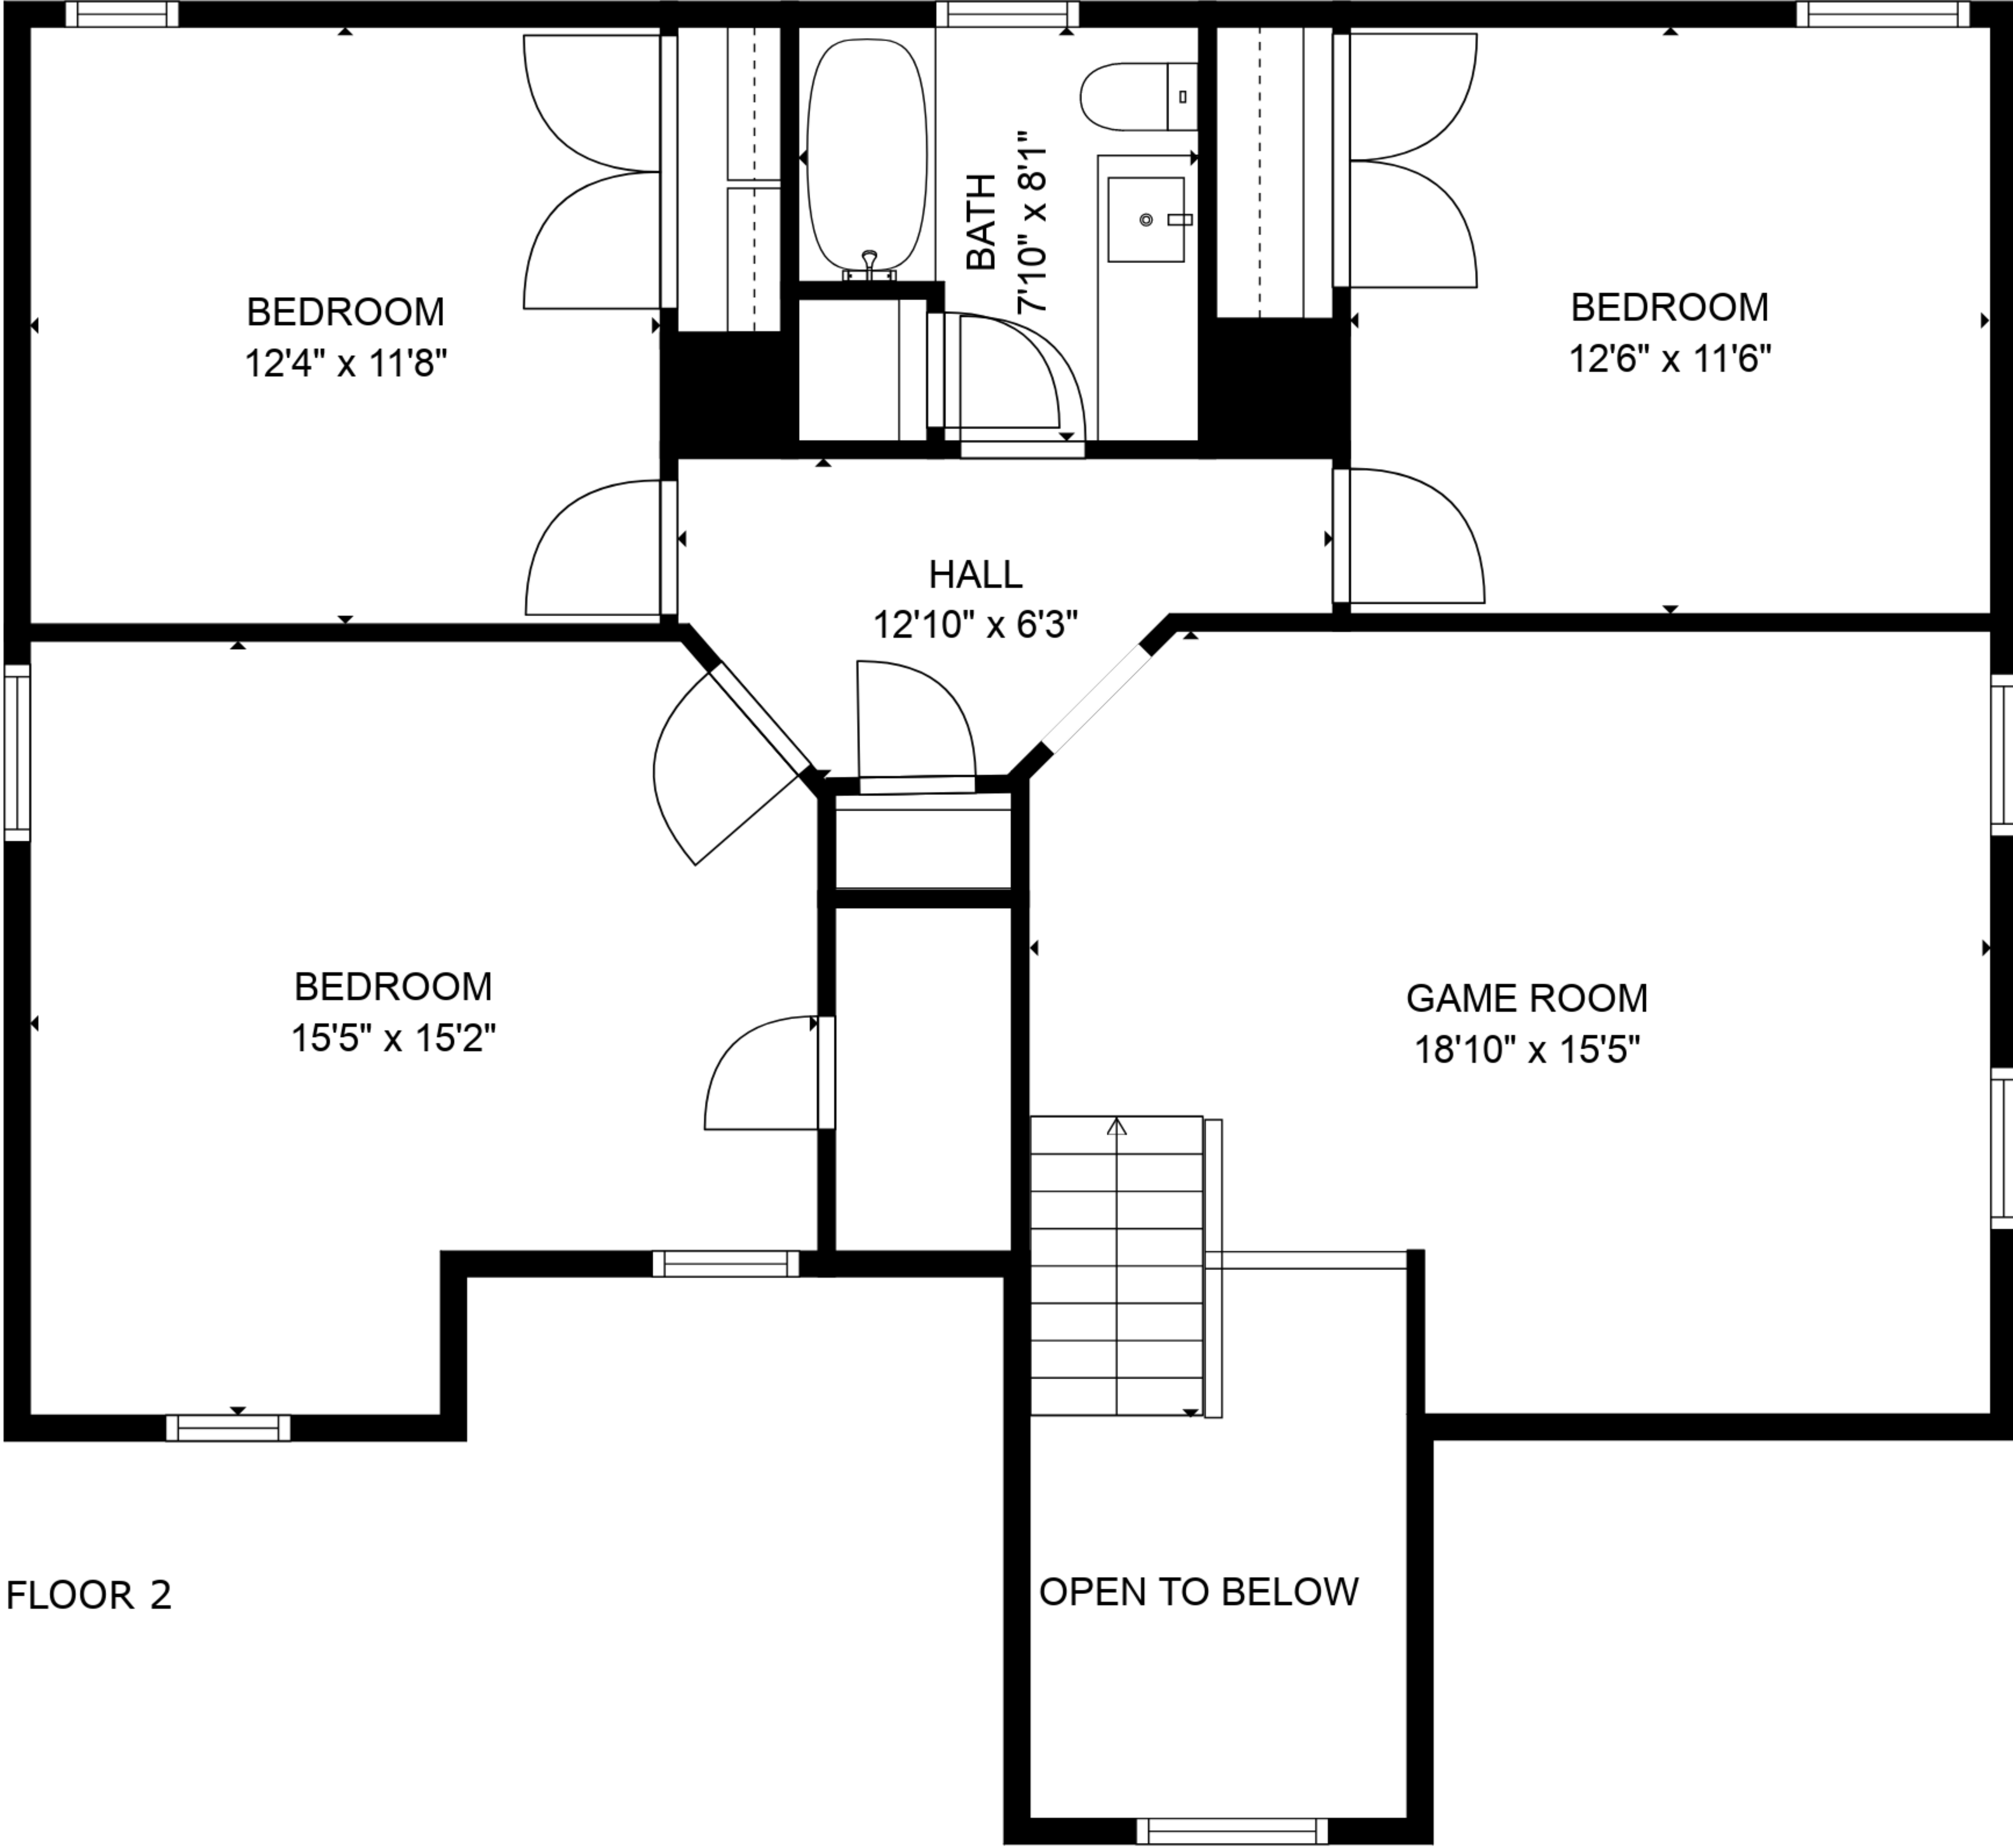 BATH
7'10" x 8'1"
BEDROOM
12'4" x 11'8"
BEDROOM
12'6" x 11'6"
HALL
12'10" x 6'3"
BEDROOM
15'5" x 15'2"
GAME ROOM
18'10" x 15'5"
FLOOR 2
OPEN TO BELOW